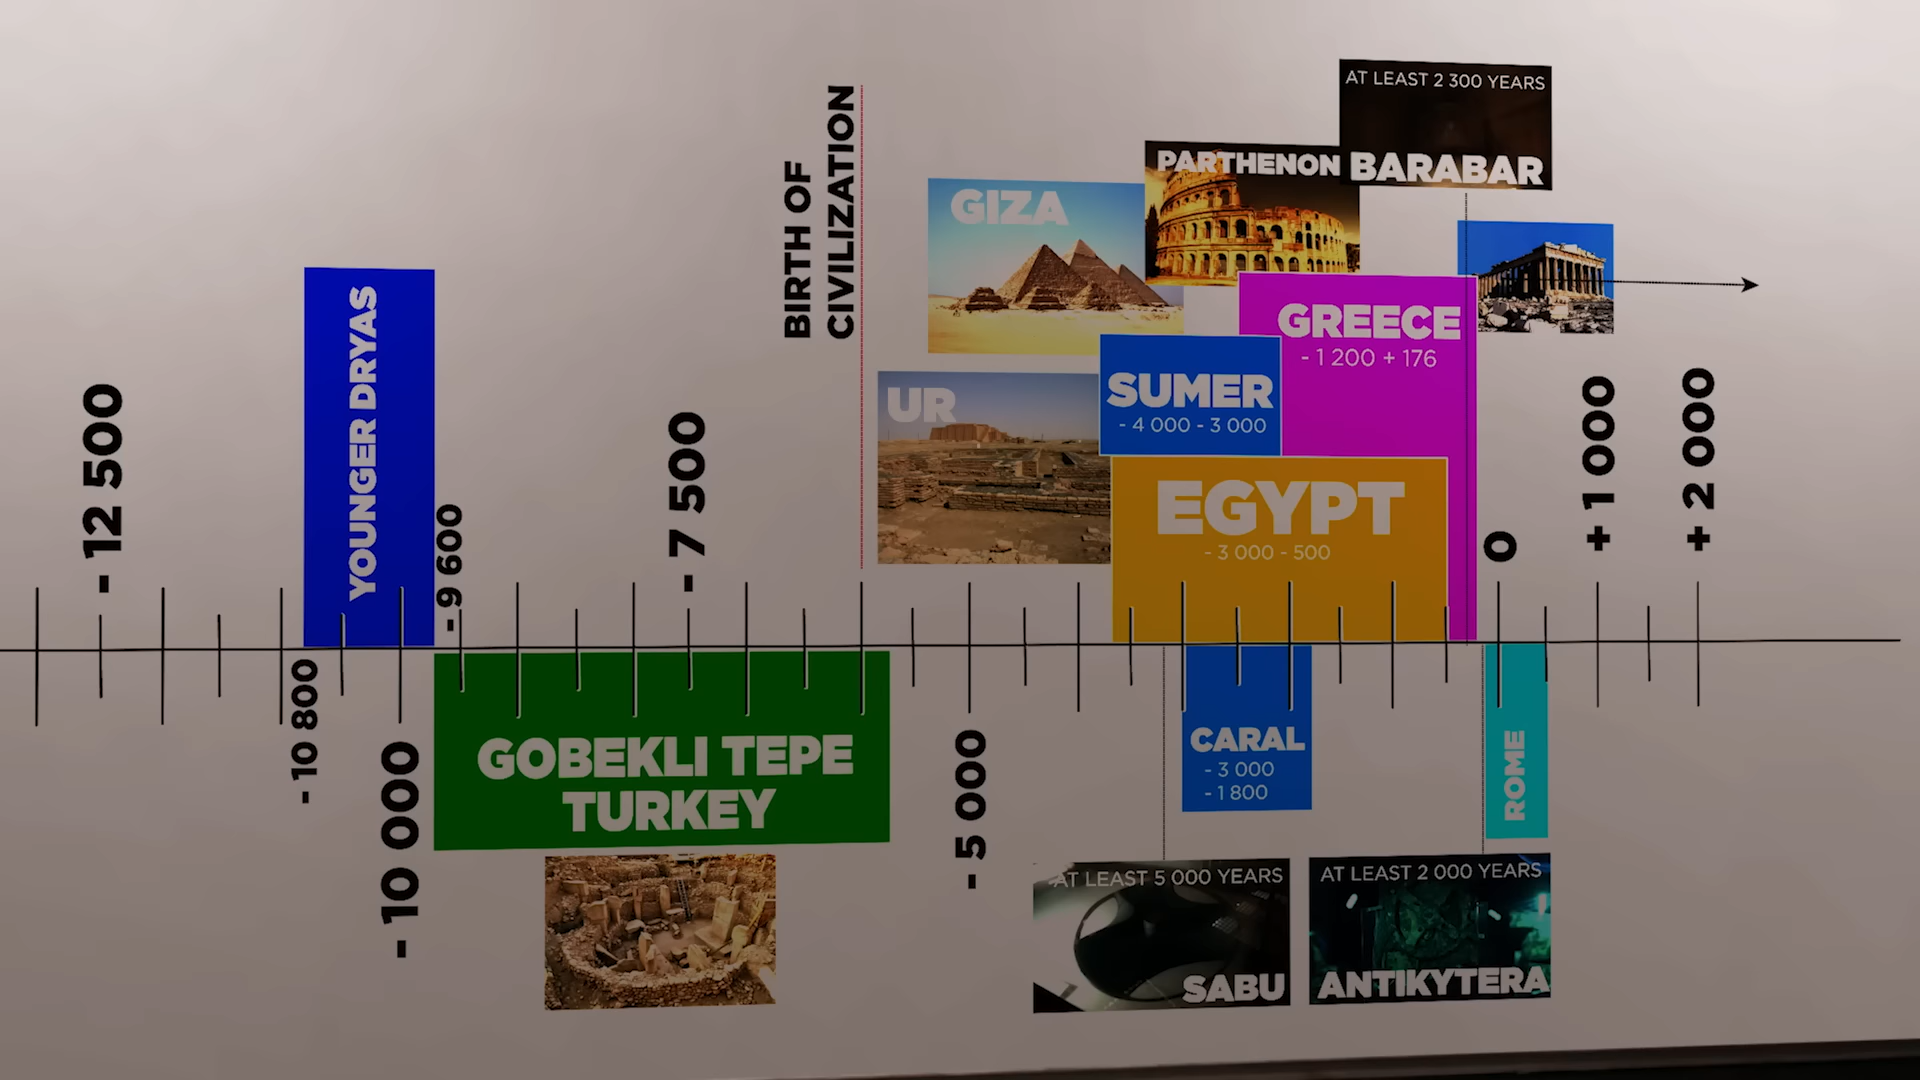 AT LEAST 2 300 YEARS
BARABAR
PARTHENON
GIZA
BIRTH OF
CIVILIZATION
YOUNGER DRYAS
GREECE
- 1 200 + 176
UR
SUMER
- 4 000 - 3 000
EGYPT
- 3 000 - 500
- 12 500
- 9 600
- 7 500
0
+ 1 000
+ 2 000
- 10 800
- 10 000
GOBEKLI TEPE
TURKEY
- 5 000
CARAL
- 3 000
- 1 800
ROME
AT LEAST 5 000 YEARS
SABU
AT LEAST 2 000 YEARS
ANTIKYTERA